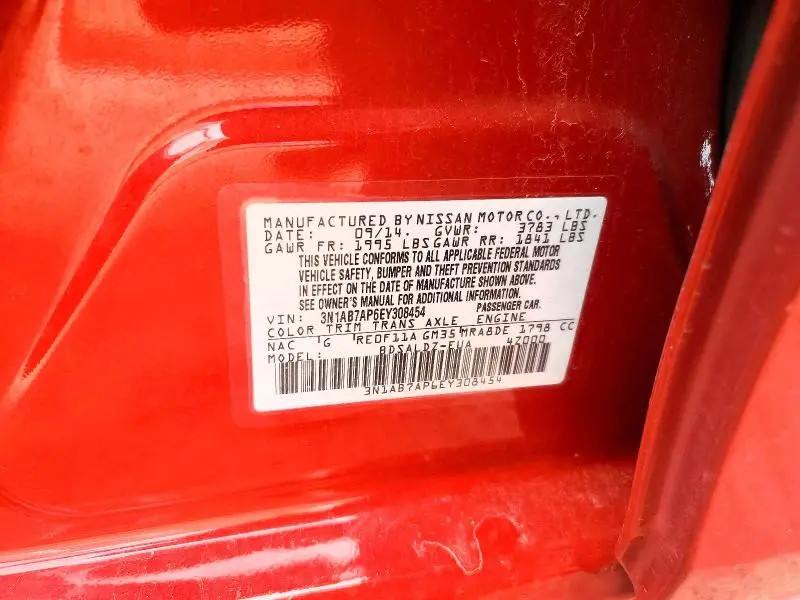 MANUFACTURED BY NISSAN MOTOR CO., LTD.
DATE: 09/14. GVWR: 3783 LBS
GAWR FR: 1995 LBS GAWR RR: 1841 LBS
THIS VEHICLE CONFORMS TO ALL APPLICABLE FEDERAL MOTOR
VEHICLE SAFETY, BUMPER AND THEFT PREVENTION STANDARDS
IN EFFECT ON THE DATE OF MANUFACTURE SHOWN ABOVE.
SEE OWNER'S MANUAL FOR ADDITIONAL INFORMATION.
VIN: 3N1AB7AP6EY308454 PASSENGER CAR.
COLOR TRIM TRANS AXLE ENGINE
NAC G RE0F11A GM35 MRA8DE 1798 CC
MODEL: BDSALDZ-EUA 4Z000
3N1AB7AP6EY308454